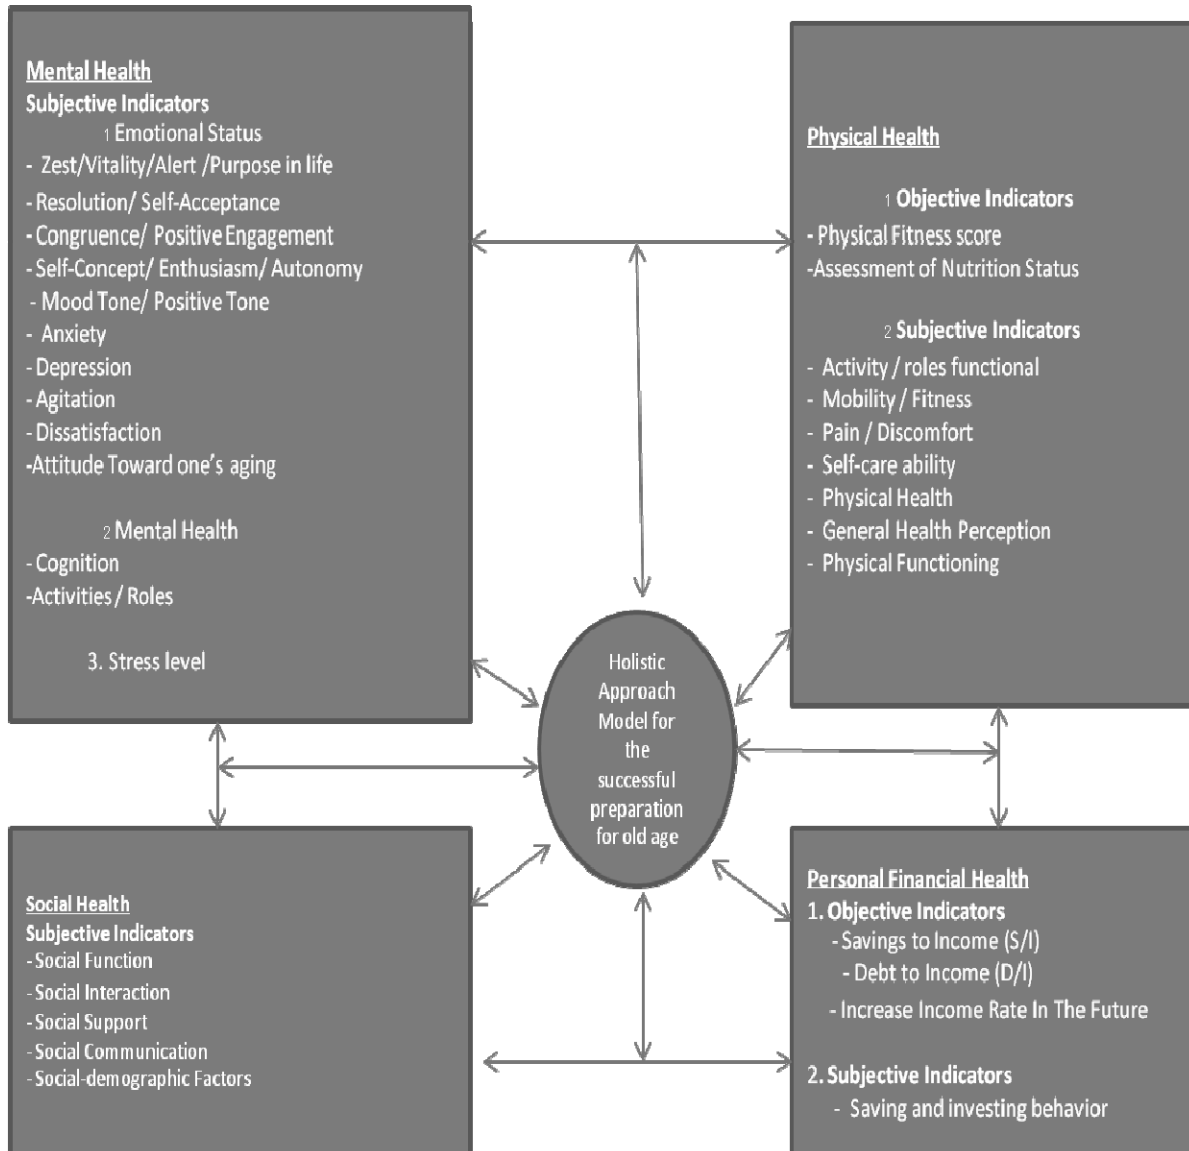 Mental Health
Subjective Indicators
1 Emotional Status
- Zest/Vitality/Alert /Purpose in life
- Resolution/ Self-Acceptance
- Congruence/ Positive Engagement
- Self-Concept/ Enthusiasm/ Autonomy
- Mood Tone/ Positive Tone
- Anxiety
- Depression
- Agitation
- Dissatisfaction
-Attitude Toward one's aging
2 Mental Health
- Cognition
-Activities / Roles
3. Stress level
Physical Health
1 Objective Indicators
- Physical Fitness score
-Assessment of Nutrition Status
2 Subjective Indicators
- Activity / roles functional
- Mobility / Fitness
- Pain / Discomfort
- Self-care ability
- Physical Health
- General Health Perception
- Physical Functioning
Holistic
Approach
Model for
the
successful
preparation
for old age
Social Health
Subjective Indicators
- Social Function
- Social Interaction
- Social Support
- Social Communication
- Social-demographic Factors
Personal Financial Health
1. Objective Indicators
- Savings to Income (S/I)
- Debt to Income (D/I)
- Increase Income Rate In The Future
2. Subjective Indicators
- Saving and investing behavior